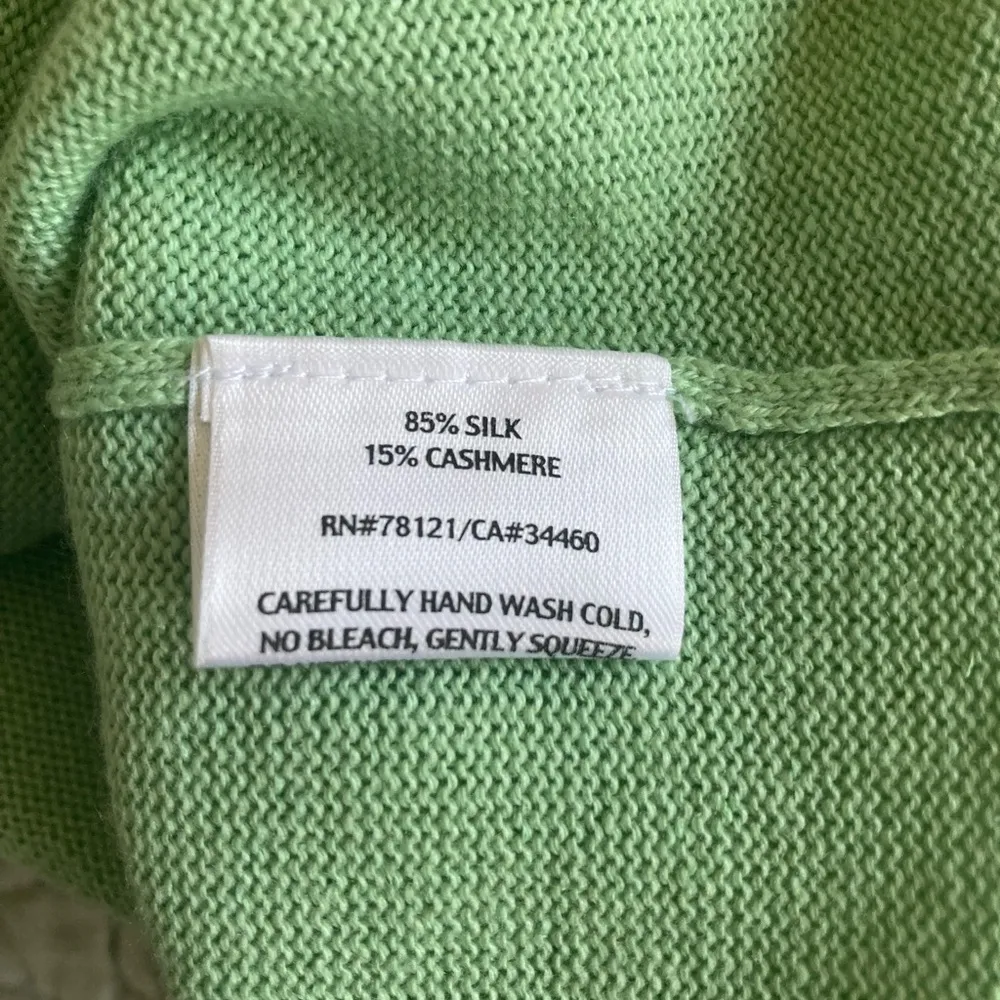 85% SILK
15% CASHMERE
RN#78121/CA#34460
CAREFULLY HAND WASH COLD,
NO BLEACH, GENTLY SQUEEZE